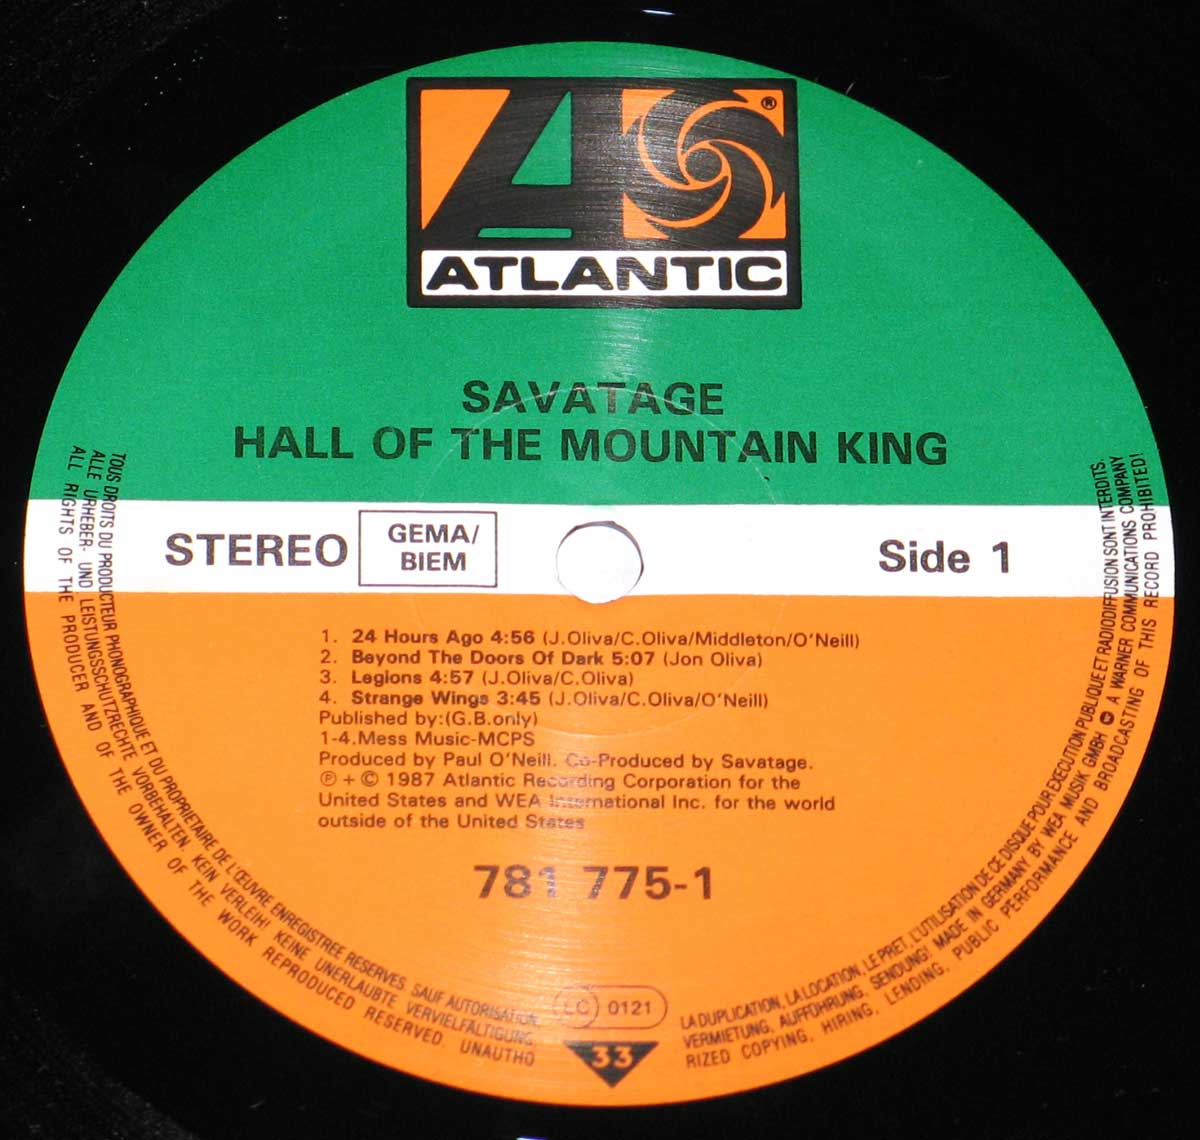 ®
ATLANTIC
SAVATAGE
HALL OF THE MOUNTAIN KING
STEREO
GEMA/
BIEM
Side 1
1. 24 Hours Ago 4:56 (J.Oliva/C.Oliva/Middleton/O'Neill)
2. Beyond The Doors Of Dark 5:07 (Jon Oliva)
3. Legions 4:57 (J.Oliva/C.Oliva)
4. Strange Wings 3:45 (J.Oliva/C.Oliva/O'Neill)
Published by:(G.B.only)
1-4.Mess Music-MCPS
Produced by Paul O'Neill. Co-Produced by Savatage.
℗ + © 1987 Atlantic Recording Corporation for the
United States and WEA International Inc. for the world
outside of the United States
781 775-1
LC 0121
33
TOUS DROITS DU PRODUCTEUR PHONOGRAPHIQUE ET DU PROPRIETAIRE DE L'ŒUVRE ENREGISTREE RESERVES. SAUF AUTORISATION, LA DUPLICATION, LA LOCATION, LE PRET, L'UTILISATION DE CE DISQUE POUR EXECUTION PUBLIQUE ET RADIODIFFUSION SONT INTERDITS.
ALLE URHEBER- UND LEISTUNGSSCHUTZRECHTE VORBEHALTEN. KEIN VERLEIH! KEINE UNERLAUBTE VERVIELFÄLTIGUNG, VERMIETUNG, AUFFÜHRUNG, SENDUNG! MADE IN GERMANY BY WEA MUSIK GMBH A WARNER COMMUNICATIONS COMPANY
ALL RIGHTS OF THE PRODUCER AND OF THE OWNER OF THE WORK REPRODUCED RESERVED. UNAUTHORIZED COPYING, HIRING, LENDING, PUBLIC PERFORMANCE AND BROADCASTING OF THIS RECORD PROHIBITED!